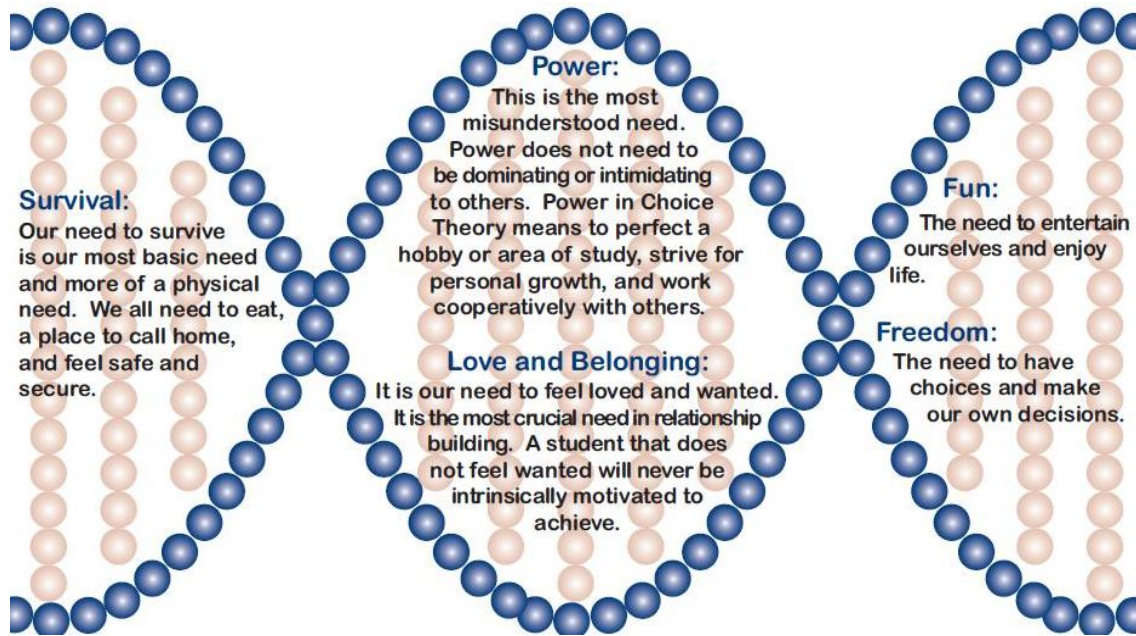 Survival:
Our need to survive
is our most basic need
and more of a physical
need. We all need to eat,
a place to call home,
and feel safe and
secure.
Power:
This is the most
misunderstood need.
Power does not need to
be dominating or intimidating
to others. Power in Choice
Theory means to perfect a
hobby or area of study, strive for
personal growth, and work
cooperatively with others.
Love and Belonging:
It is our need to feel loved and wanted.
It is the most crucial need in relationship
building. A student that does
not feel wanted will never be
intrinsically motivated to
achieve.
Fun:
The need to entertain
ourselves and enjoy
life.
Freedom:
The need to have
choices and make
our own decisions.